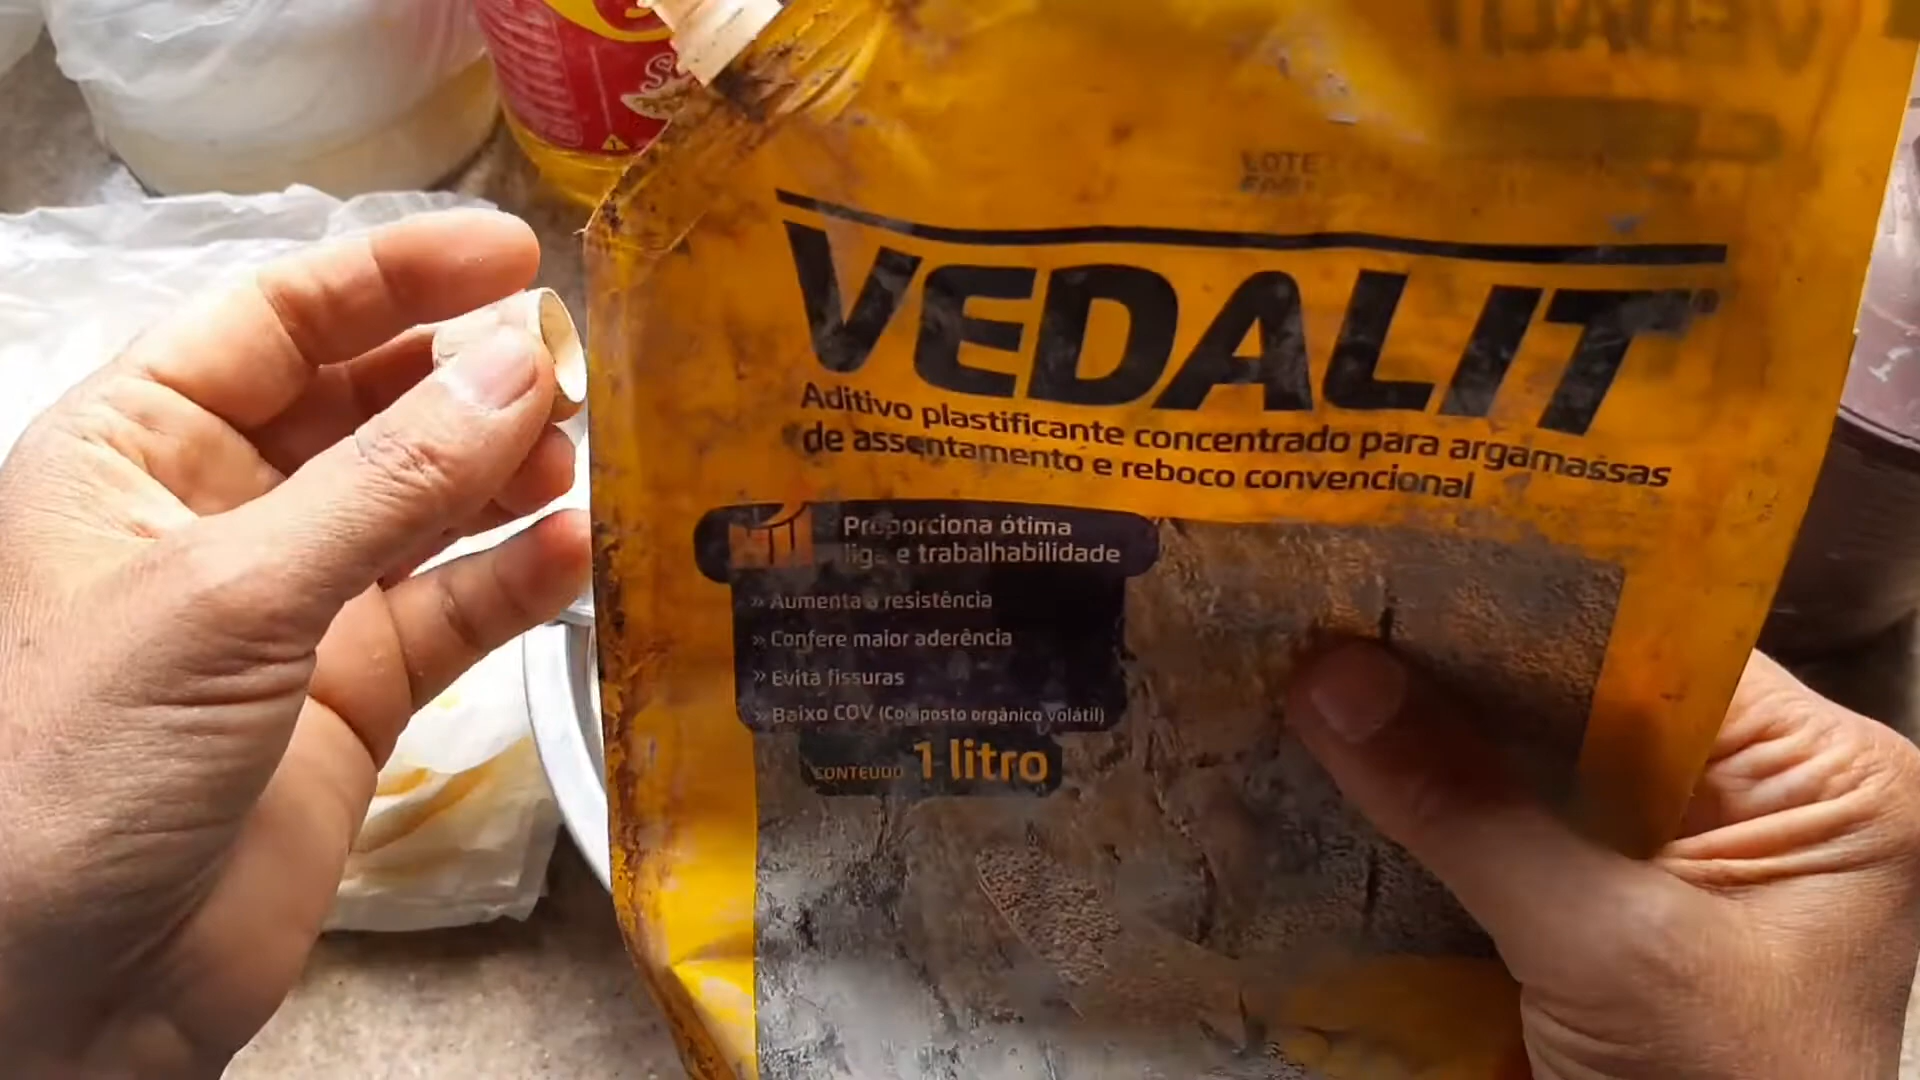 LOTE
VEDALIT
Aditivo plastificante concentrado para argamassas
de assentamento e reboco convencional
Proporciona ótima
liga e trabalhabilidade
» Aumenta a resistência
» Confere maior aderência
» Evita fissuras
» Baixo COV (Composto orgânico volátil)
CONTEÚDO 1 litro